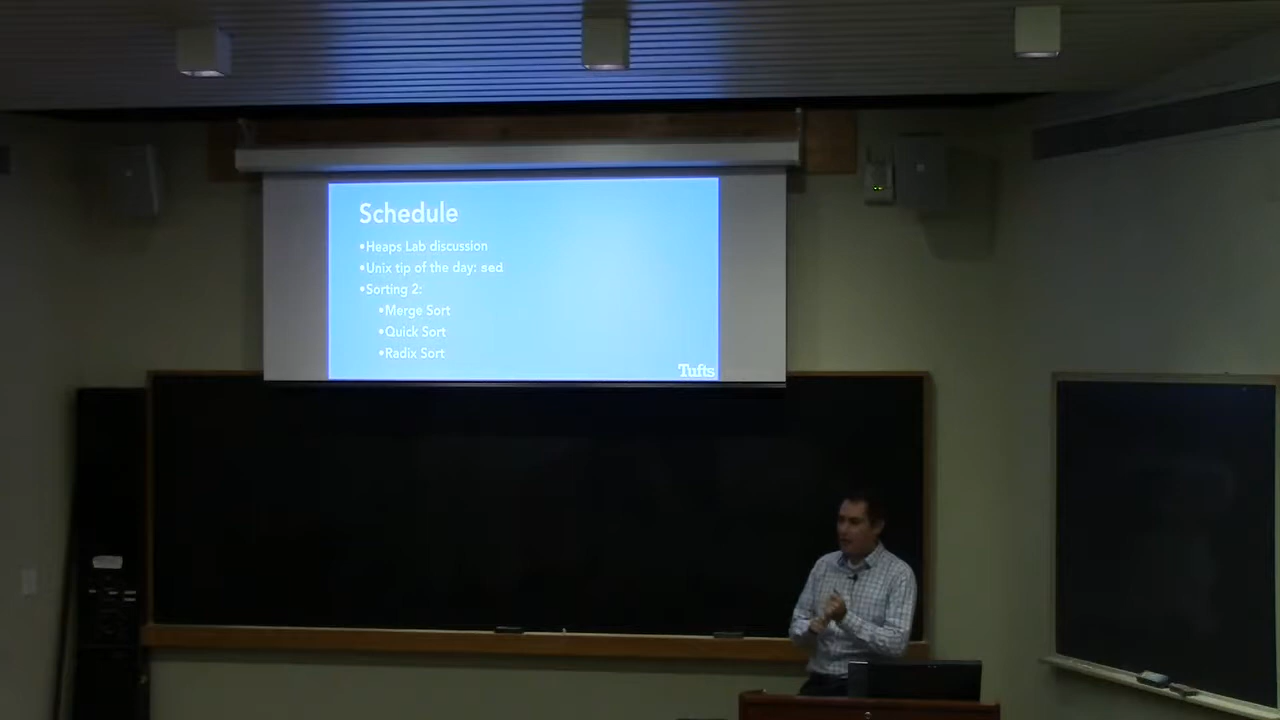 Schedule
•Heaps Lab discussion
•Unix tip of the day: sed
•Sorting 2:
•Merge Sort
•Quick Sort
•Radix Sort
Tufts